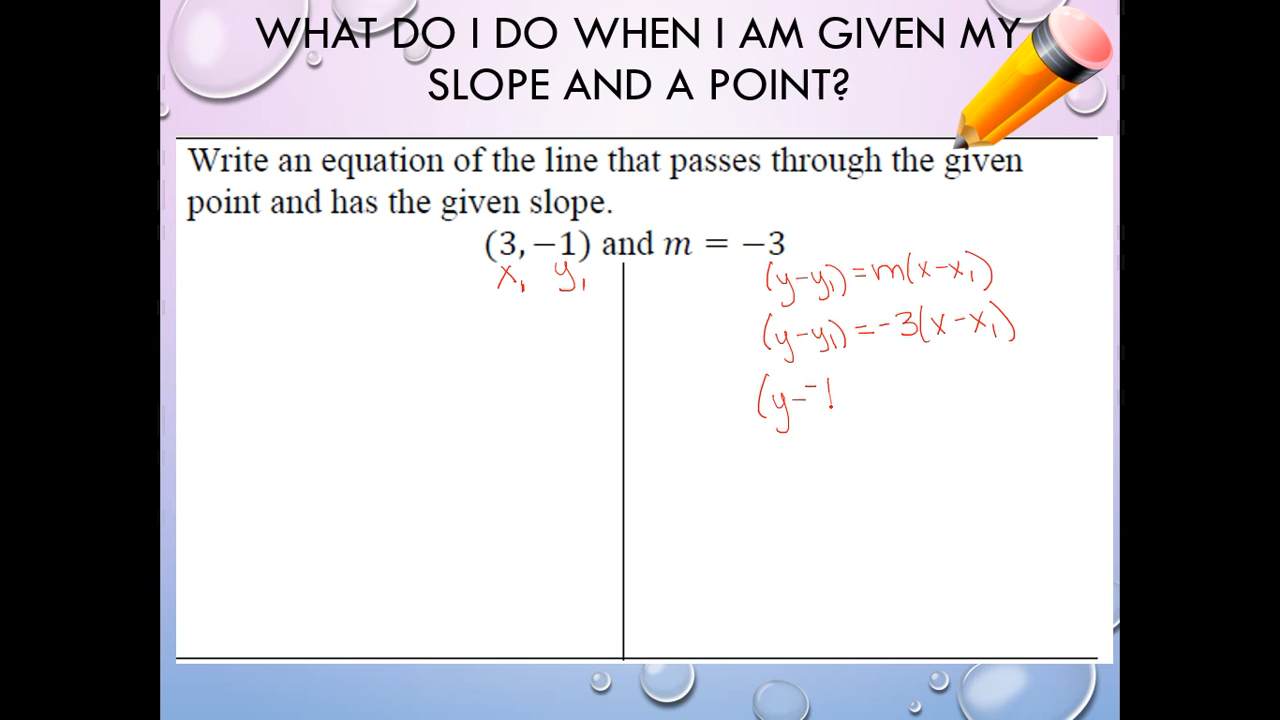 WHAT DO I DO WHEN I AM GIVEN MY
SLOPE AND A POINT?
Write an equation of the line that passes through the given
point and has the given slope.
(3, −1) and m = −3
x₁ y₁
(y-y₁)=m(x-x₁)
(y-y₁)=-3(x-x₁)
(y-⁻1